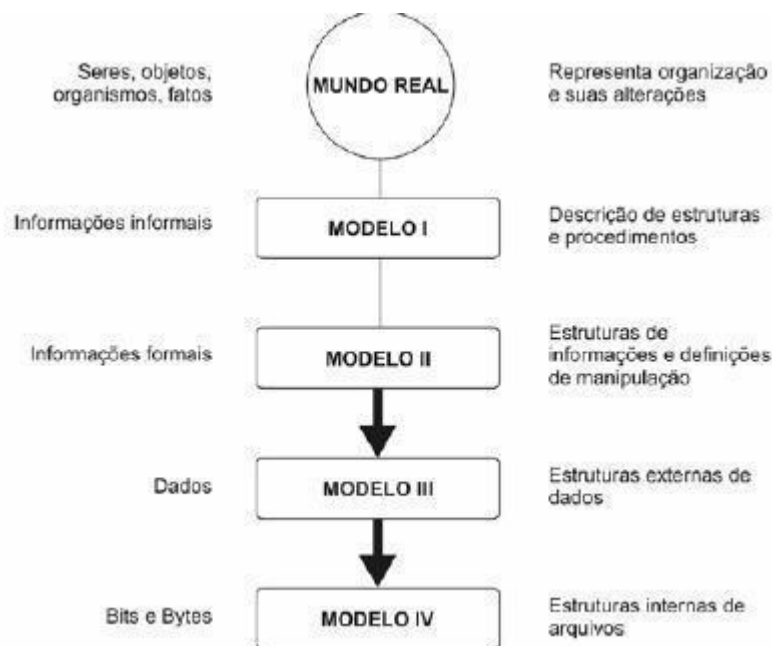 Seres, objetos,
organismos, fatos
MUNDO REAL
Representa organização
e suas alterações
Informações informais
MODELO I
Descrição de estruturas
e procedimentos
Informações formais
MODELO II
Estruturas de
informações e definições
de manipulação
Dados
MODELO III
Estruturas externas de
dados
Bits e Bytes
MODELO IV
Estruturas internas de
arquivos